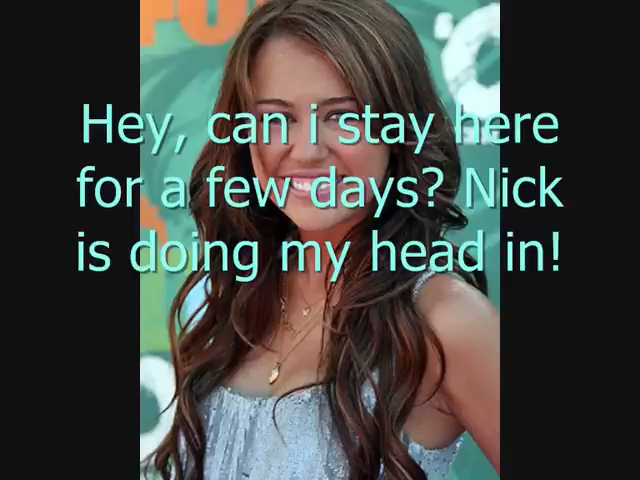 Hey, can i stay here
for a few days? Nick
is doing my head in!